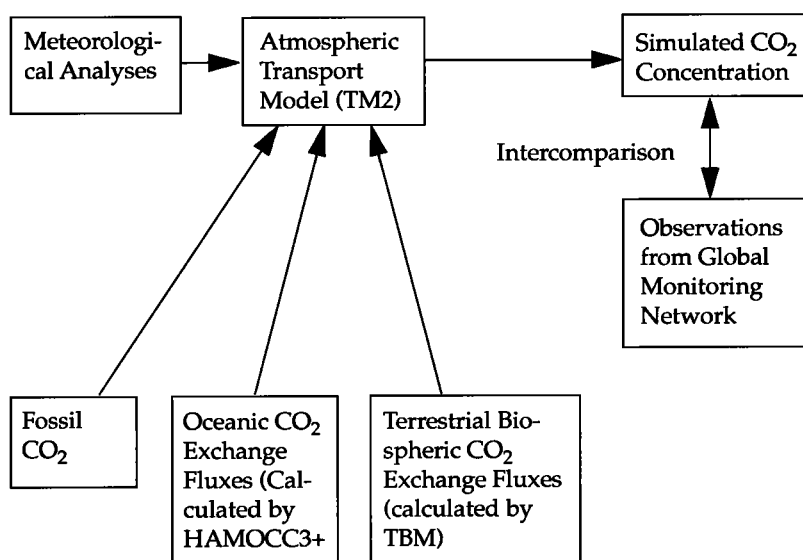 Meteorologi-
cal Analyses
Atmospheric
Transport
Model (TM2)
Simulated CO₂
Concentration
Intercomparison
Observations
from Global
Monitoring
Network
Fossil
CO₂
Oceanic CO₂
Exchange
Fluxes (Cal-
culated by
HAMOCC3+
Terrestrial Bio-
spheric CO₂
Exchange Fluxes
(calculated by
TBM)